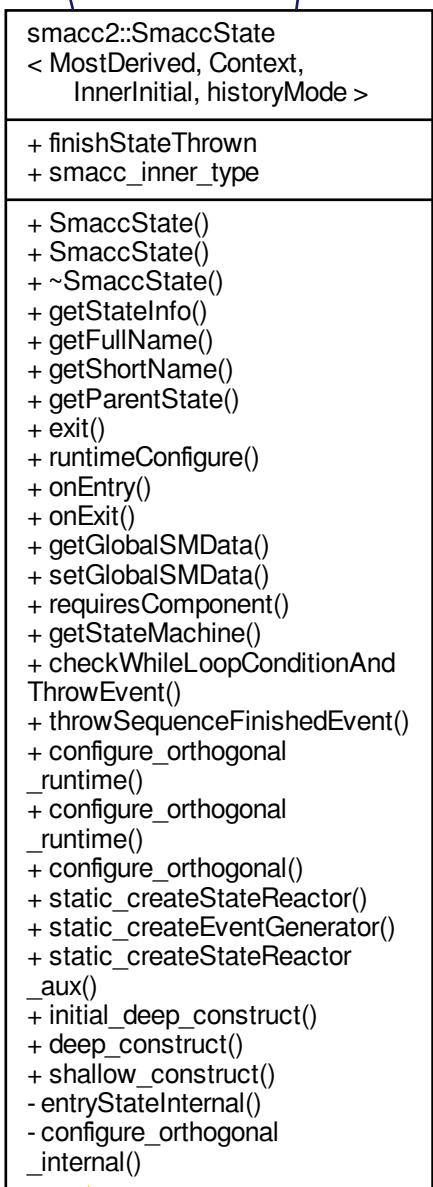 smacc2::SmaccState
< MostDerived, Context,
InnerInitial, historyMode >
+ finishStateThrown
+ smacc_inner_type
+ SmaccState()
+ SmaccState()
+ ~SmaccState()
+ getStateInfo()
+ getFullName()
+ getShortName()
+ getParentState()
+ exit()
+ runtimeConfigure()
+ onEntry()
+ onExit()
+ getGlobalSMData()
+ setGlobalSMData()
+ requiresComponent()
+ getStateMachine()
+ checkWhileLoopConditionAnd
ThrowEvent()
+ throwSequenceFinishedEvent()
+ configure_orthogonal
_runtime()
+ configure_orthogonal
_runtime()
+ configure_orthogonal()
+ static_createStateReactor()
+ static_createEventGenerator()
+ static_createStateReactor
_aux()
+ initial_deep_construct()
+ deep_construct()
+ shallow_construct()
- entryStateInternal()
- configure_orthogonal
_internal()